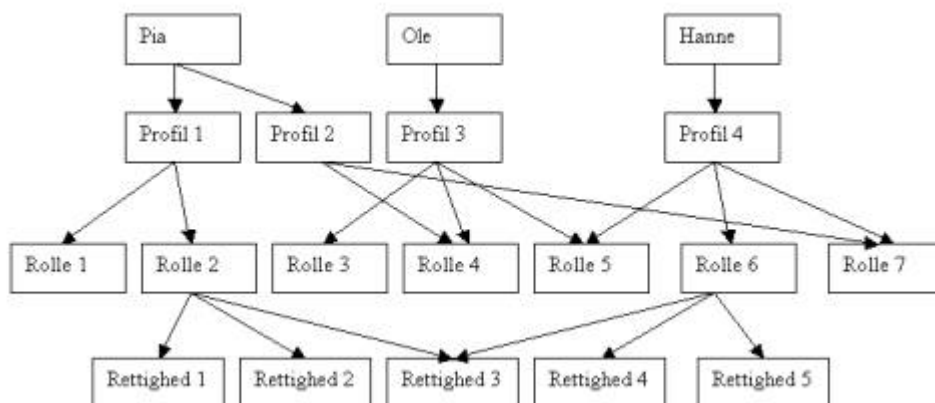 Pia
Ole
Hanne
Profil 1
Profil 2
Profil 3
Profil 4
Rolle 1
Rolle 2
Rolle 3
Rolle 4
Rolle 5
Rolle 6
Rolle 7
Rettighed 1
Rettighed 2
Rettighed 3
Rettighed 4
Rettighed 5